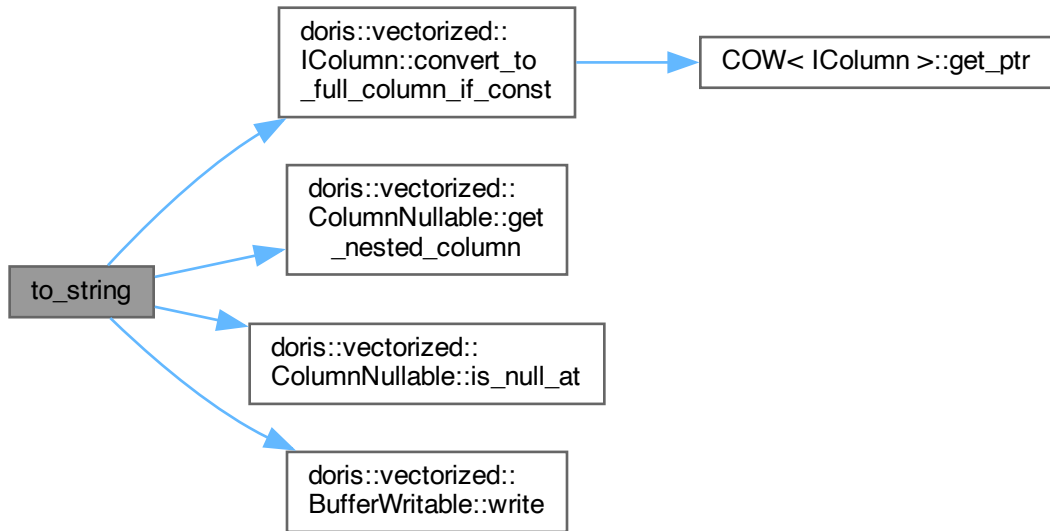 doris::vectorized::
IColumn::convert_to
_full_column_if_const
COW< IColumn >::get_ptr
doris::vectorized::
ColumnNullable::get
_nested_column
to_string
doris::vectorized::
ColumnNullable::is_null_at
doris::vectorized::
BufferWritable::write